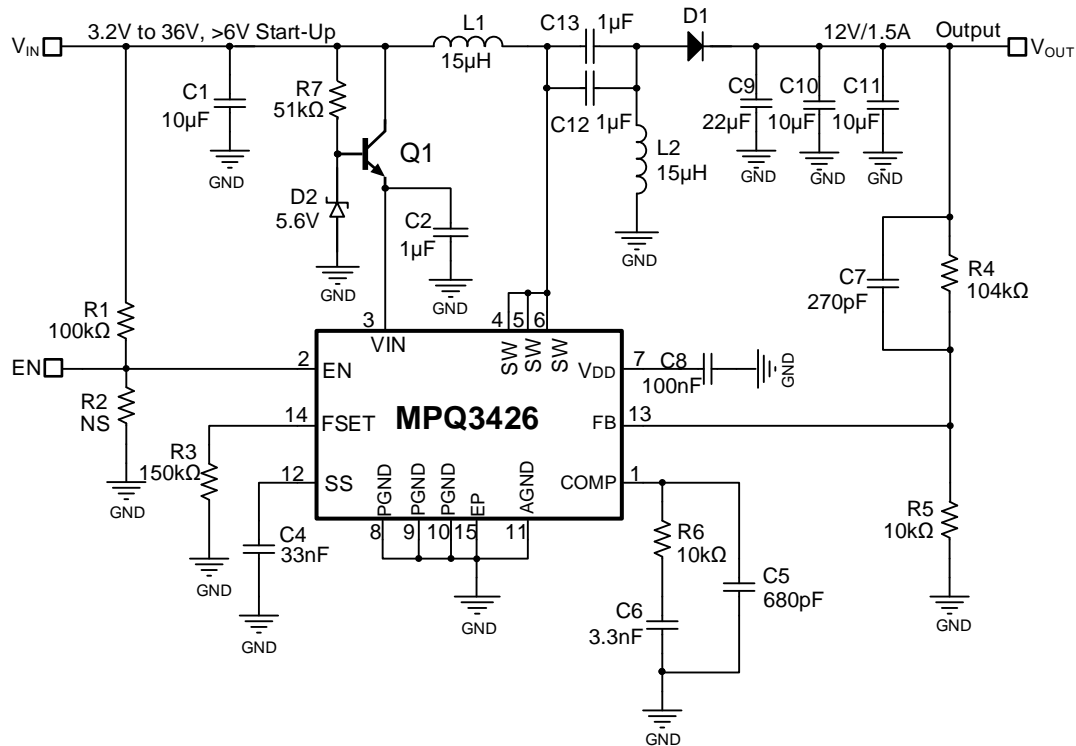 L1
C13
1µF
D1
3.2V to 36V, >6V Start-Up
12V/1.5A
Output
VIN
VOUT
15µH
C1
10µF
R7
51kΩ
C12
1µF
C9
22µF
C10
10µF
C11
10µF
Q1
L2
15µH
GND
GND
GND
GND
D2
5.6V
C2
1µF
GND
GND
GND
C7
270pF
R4
104kΩ
R1
100kΩ
3
VIN
4
5
6
SW
SW
SW
EN
2
EN
VDD
7
C8
100nF
GND
R2
NS
14
FSET
MPQ3426
FB
13
R3
150kΩ
GND
12
SS
COMP
1
PGND
PGND
PGND
EP
AGND
8
9
10
15
11
R5
10kΩ
C4
33nF
R6
10kΩ
C5
680pF
GND
C6
3.3nF
GND
GND
GND
GND